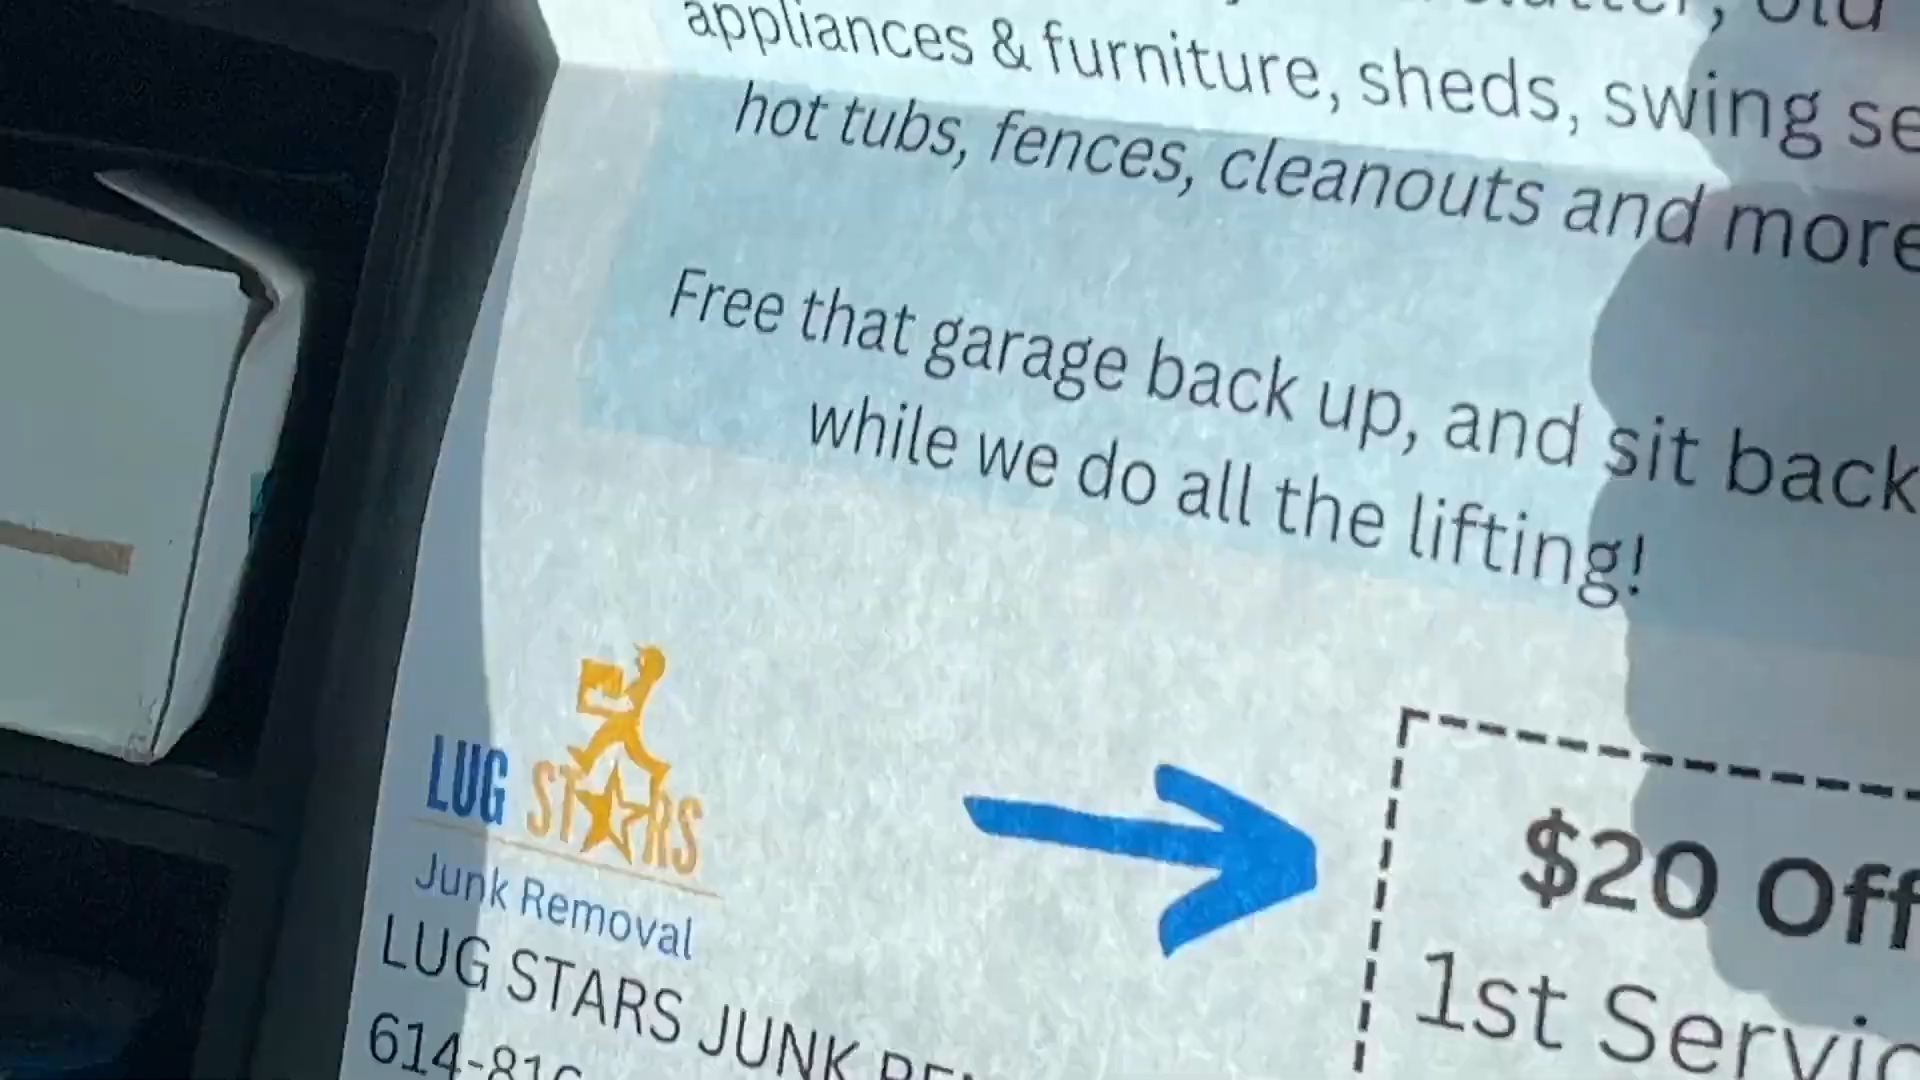 appliances & furniture, sheds, swing
hot tubs, fences, cleanouts and more
Free that garage back up, and sit back
while we do all the lifting!
LUG STARS
Junk Removal
LUG STARS JUNK
$20 Off
1st